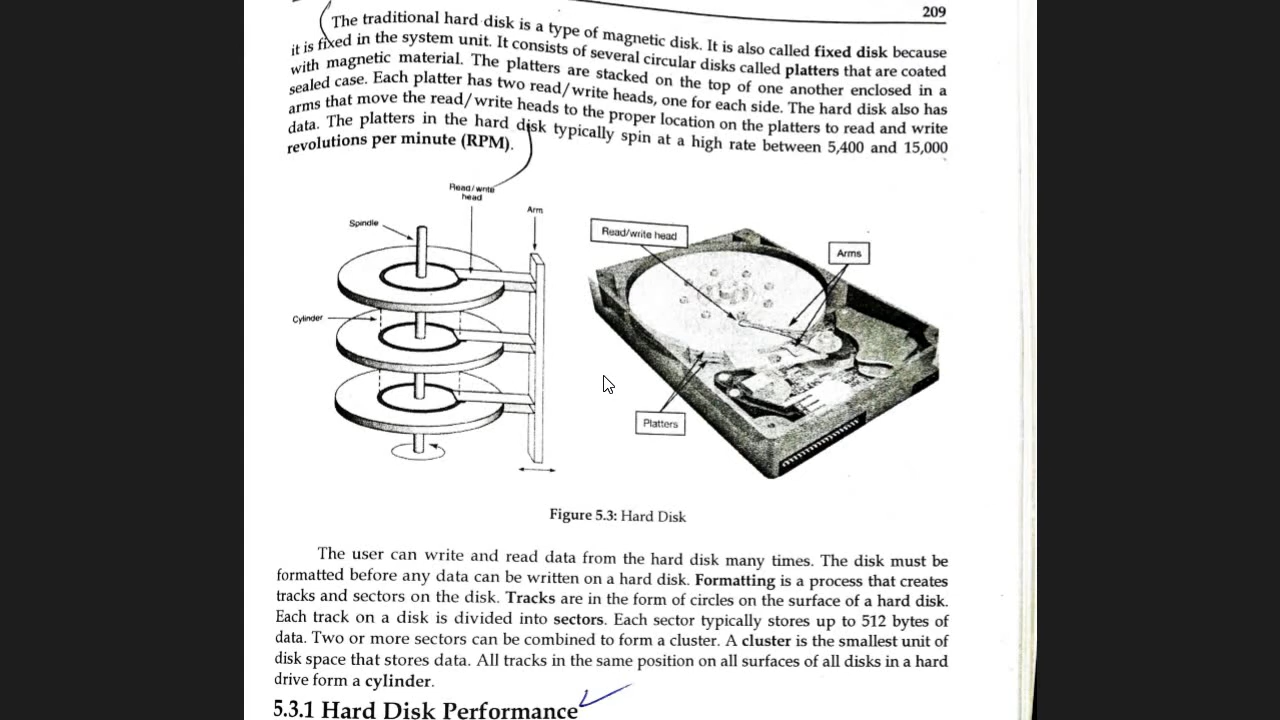 209
The traditional hard disk is a type of magnetic disk. It is also called fixed disk because
it is fixed in the system unit. It consists of several circular disks called platters that are coated
with magnetic material. The platters are stacked on the top of one another enclosed in a
sealed case. Each platter has two read/write heads, one for each side. The hard disk also has
arms that move the read/write heads to the proper location on the platters to read and write
data. The platters in the hard disk typically spin at a high rate between 5,400 and 15,000
revolutions per minute (RPM).
Read/write
head
Arm
Spindle
Cylinder
Read/write head
Arms
Platters
Figure 5.3: Hard Disk
The user can write and read data from the hard disk many times. The disk must be
formatted before any data can be written on a hard disk. Formatting is a process that creates
tracks and sectors on the disk. Tracks are in the form of circles on the surface of a hard disk.
Each track on a disk is divided into sectors. Each sector typically stores up to 512 bytes of
data. Two or more sectors can be combined to form a cluster. A cluster is the smallest unit of
disk space that stores data. All tracks in the same position on all surfaces of all disks in a hard
drive form a cylinder.
5.3.1 Hard Disk Performance